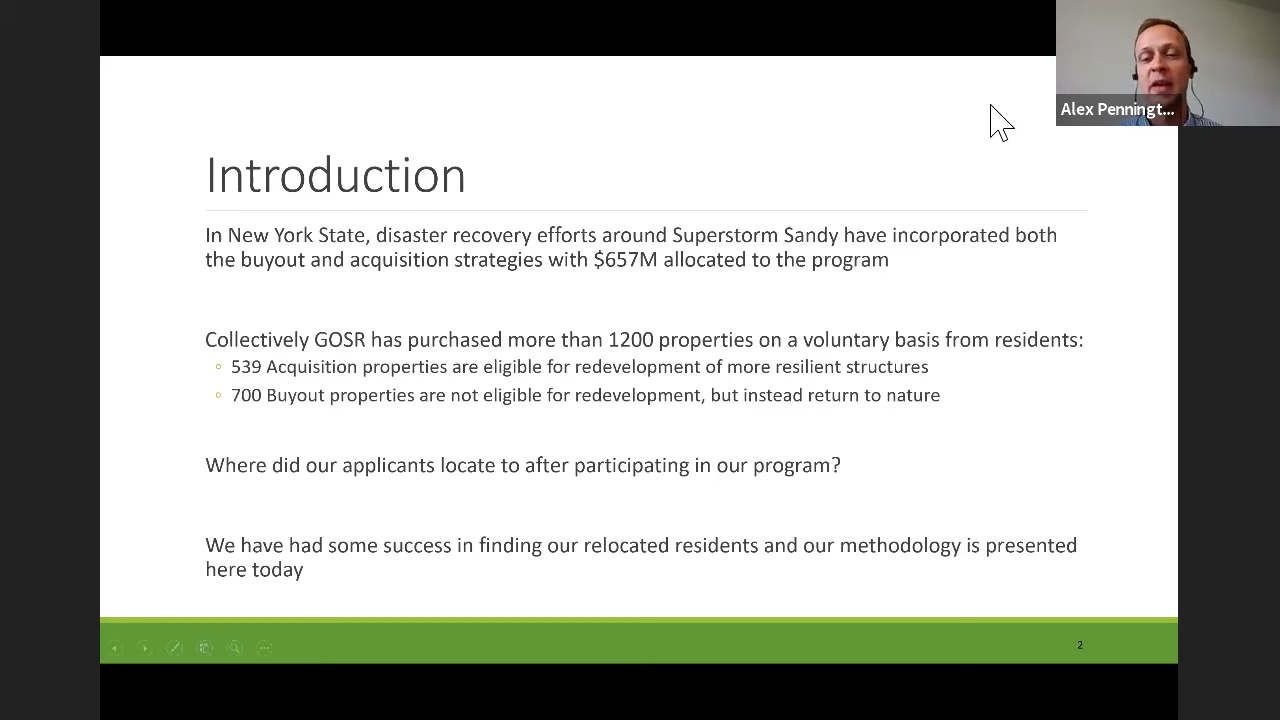 Alex Penningt...
Introduction
In New York State, disaster recovery efforts around Superstorm Sandy have incorporated both
the buyout and acquisition strategies with $657M allocated to the program
Collectively GOSR has purchased more than 1200 properties on a voluntary basis from residents:
◦ 539 Acquisition properties are eligible for redevelopment of more resilient structures
◦ 700 Buyout properties are not eligible for redevelopment, but instead return to nature
Where did our applicants locate to after participating in our program?
We have had some success in finding our relocated residents and our methodology is presented
here today
2